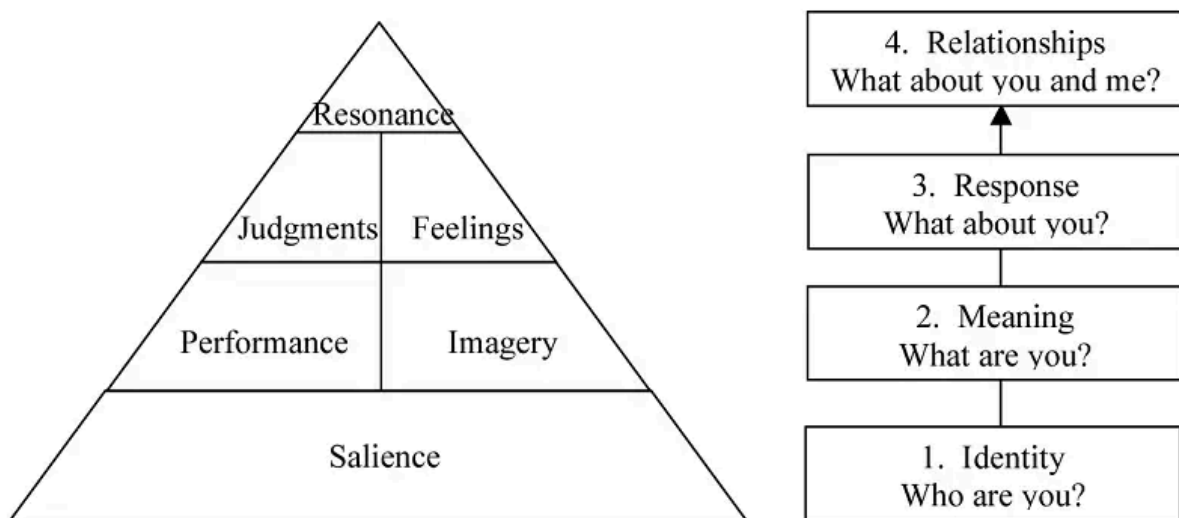 Resonance
Judgments
Feelings
Performance
Imagery
Salience
4. Relationships
What about you and me?
3. Response
What about you?
2. Meaning
What are you?
1. Identity
Who are you?